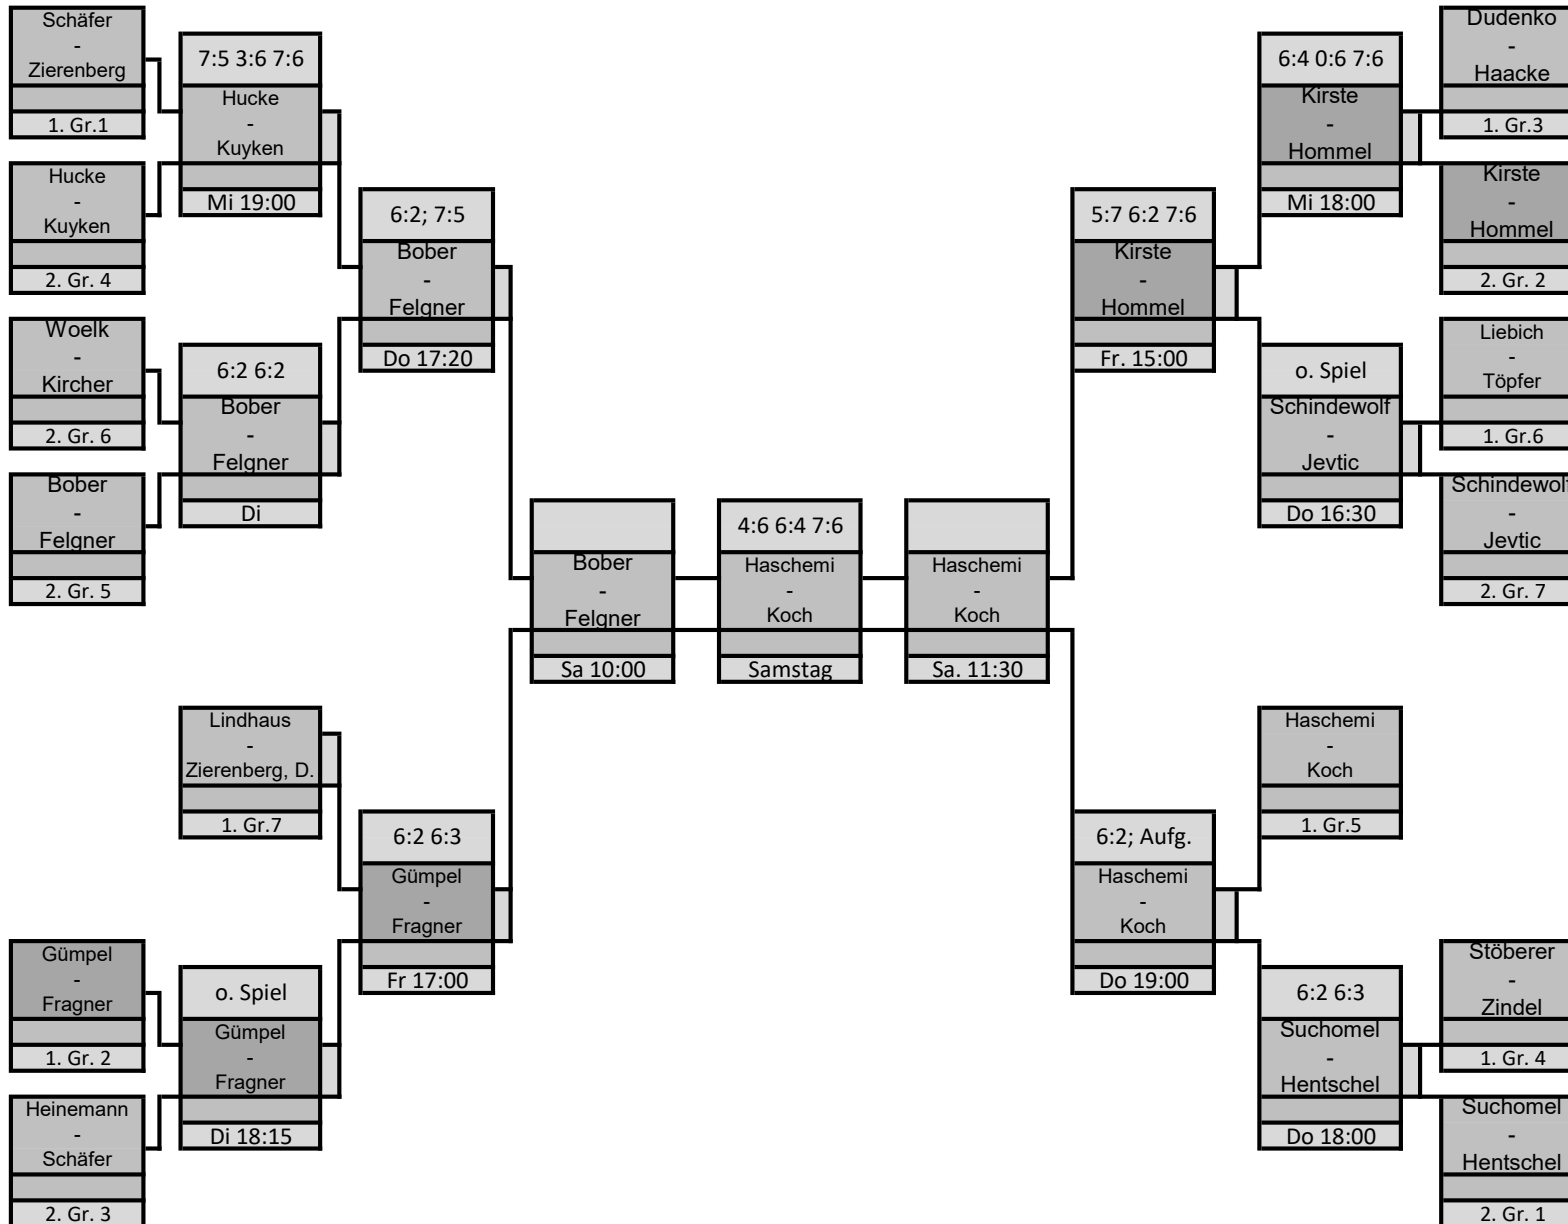 Schäfer
-
Zierenberg
1. Gr.1
Hucke
-
Kuyken
2. Gr. 4
Woelk
-
Kircher
2. Gr. 6
Bober
-
Felgner
2. Gr. 5
Gümpel
-
Fragner
1. Gr. 2
Heinemann
-
Schäfer
2. Gr. 3
7:5 3:6 7:6
Hucke
-
Kuyken
Mi 19:00
6:2 6:2
Bober
-
Felgner
Di
Lindhaus
-
Zierenberg, D.
1. Gr.7
o. Spiel
Gümpel
-
Fragner
Di 18:15
6:2; 7:5
Bober
-
Felgner
Do 17:20
6:2 6:3
Gümpel
-
Fragner
Fr 17:00
Bober
-
Felgner
Sa 10:00
4:6 6:4 7:6
Haschemi
-
Koch
Samstag
Haschemi
-
Koch
Sa. 11:30
5:7 6:2 7:6
Kirste
-
Hommel
Fr. 15:00
6:2; Aufg.
Haschemi
-
Koch
Do 19:00
6:4 0:6 7:6
Kirste
-
Hommel
Mi 18:00
o. Spiel
Schindewolf
-
Jevtic
Do 16:30
Haschemi
-
Koch
1. Gr.5
6:2 6:3
Suchomel
-
Hentschel
Do 18:00
Dudenko
-
Haacke
1. Gr.3
Kirste
-
Hommel
2. Gr. 2
Liebich
-
Töpfer
1. Gr.6
Schindewolf
-
Jevtic
2. Gr. 7
Stöberer
-
Zindel
1. Gr. 4
Suchomel
-
Hentschel
2. Gr. 1